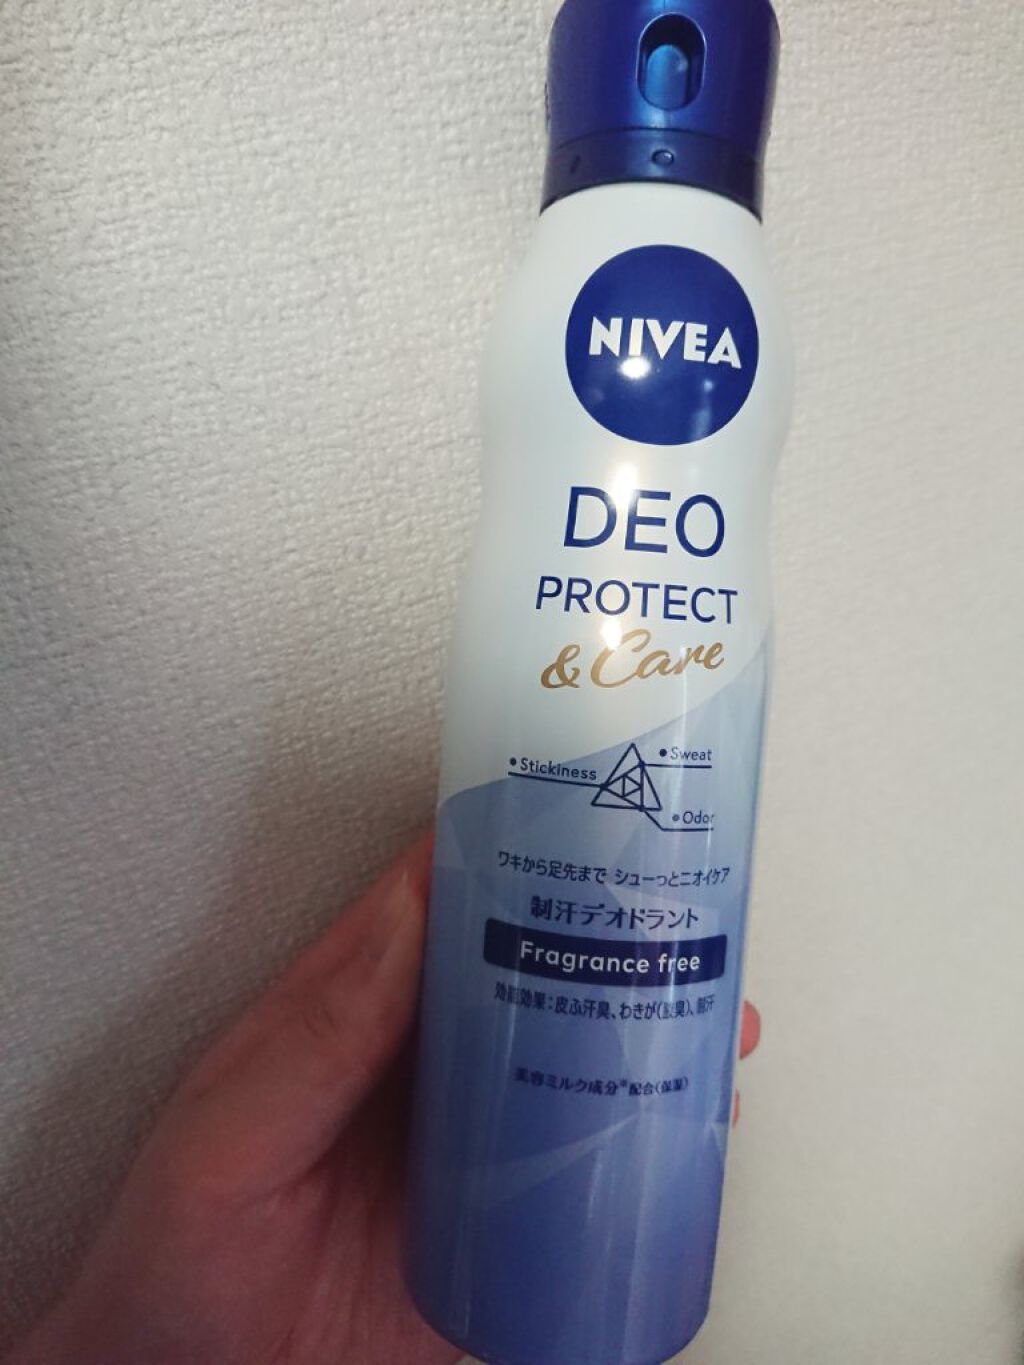 NIVEA
DEO
PROTECT
& Care
• Stickiness
• Sweat
• Odor
ワキから足先まで シューっとニオイケア
制汗デオドラント
Fragrance free
効能効果：皮ふ汗臭、わきが（腋臭）、制汗
美容ミルク成分※配合（保湿）